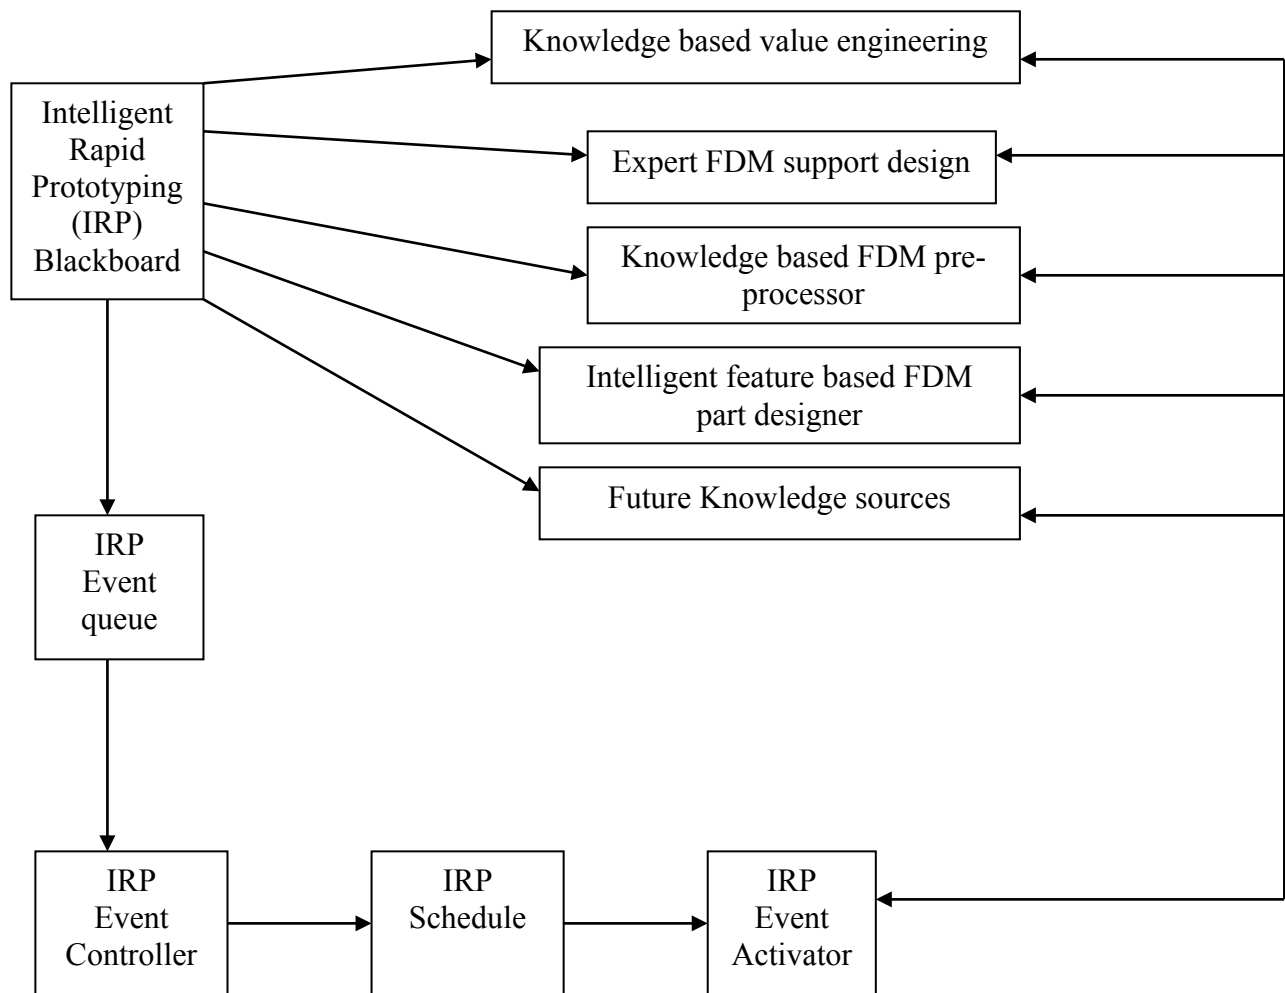 Knowledge based value engineering
Intelligent
Rapid
Prototyping
(IRP)
Blackboard
Expert FDM support design
Knowledge based FDM pre-
processor
Intelligent feature based FDM
part designer
Future Knowledge sources
IRP
Event
queue
IRP
Event
Controller
IRP
Schedule
IRP
Event
Activator